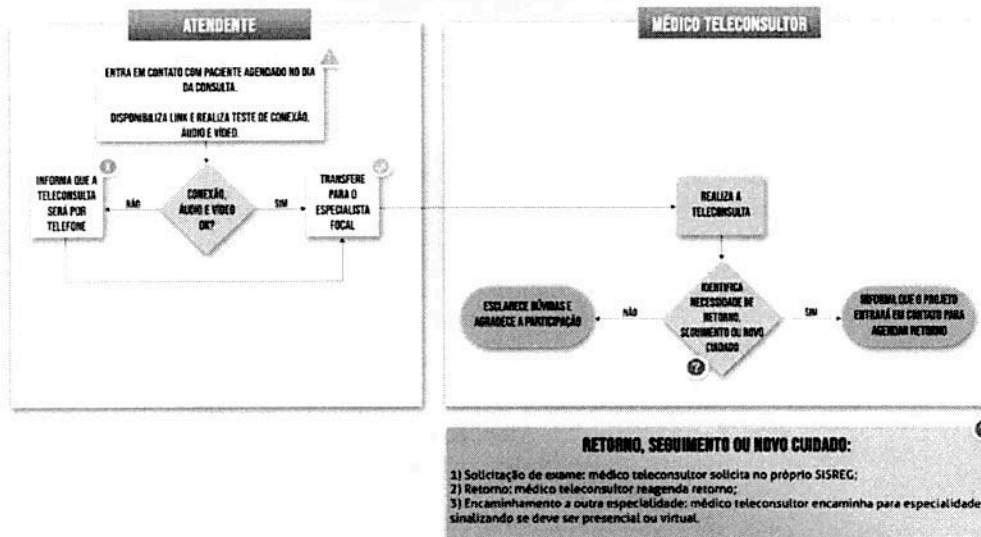 ATENDENTE
ENTRA EM CONTATO COM PACIENTE AGENDADO NO DIA
DA CONSULTA.
DISPONIBILIZA LINK E REALIZA TESTE DE CONEXÃO,
ÁUDIO E VÍDEO.
INFORMA QUE A
TELECONSULTA
SERÁ POR
TELEFONE
NÃO
CONEXÃO,
ÁUDIO E VÍDEO
OK?
SIM
TRANSFERE
PARA O
ESPECIALISTA
FOCAL
MÉDICO TELECONSULTOR
REALIZA A
TELECONSULTA
ESCLARECE DÚVIDAS E
AGRADECE A PARTICIPAÇÃO
NÃO
IDENTIFICA
NECESSIDADE DE
RETORNO,
SEGUIMENTO OU NOVO
CUIDADO
?
SIM
INFORMA QUE O PROJETO
ENTRARÁ EM CONTATO PARA
AGENDAR RETORNO
RETORNO, SEGUIMENTO OU NOVO CUIDADO:
1) Solicitação de exame: médico teleconsultor solicita no próprio SISREG;
2) Retorno: médico teleconsultor reagenda retorno;
3) Encaminhamento a outra especialidade: médico teleconsultor encaminha para especialidade
sinalizando se deve ser presencial ou virtual.